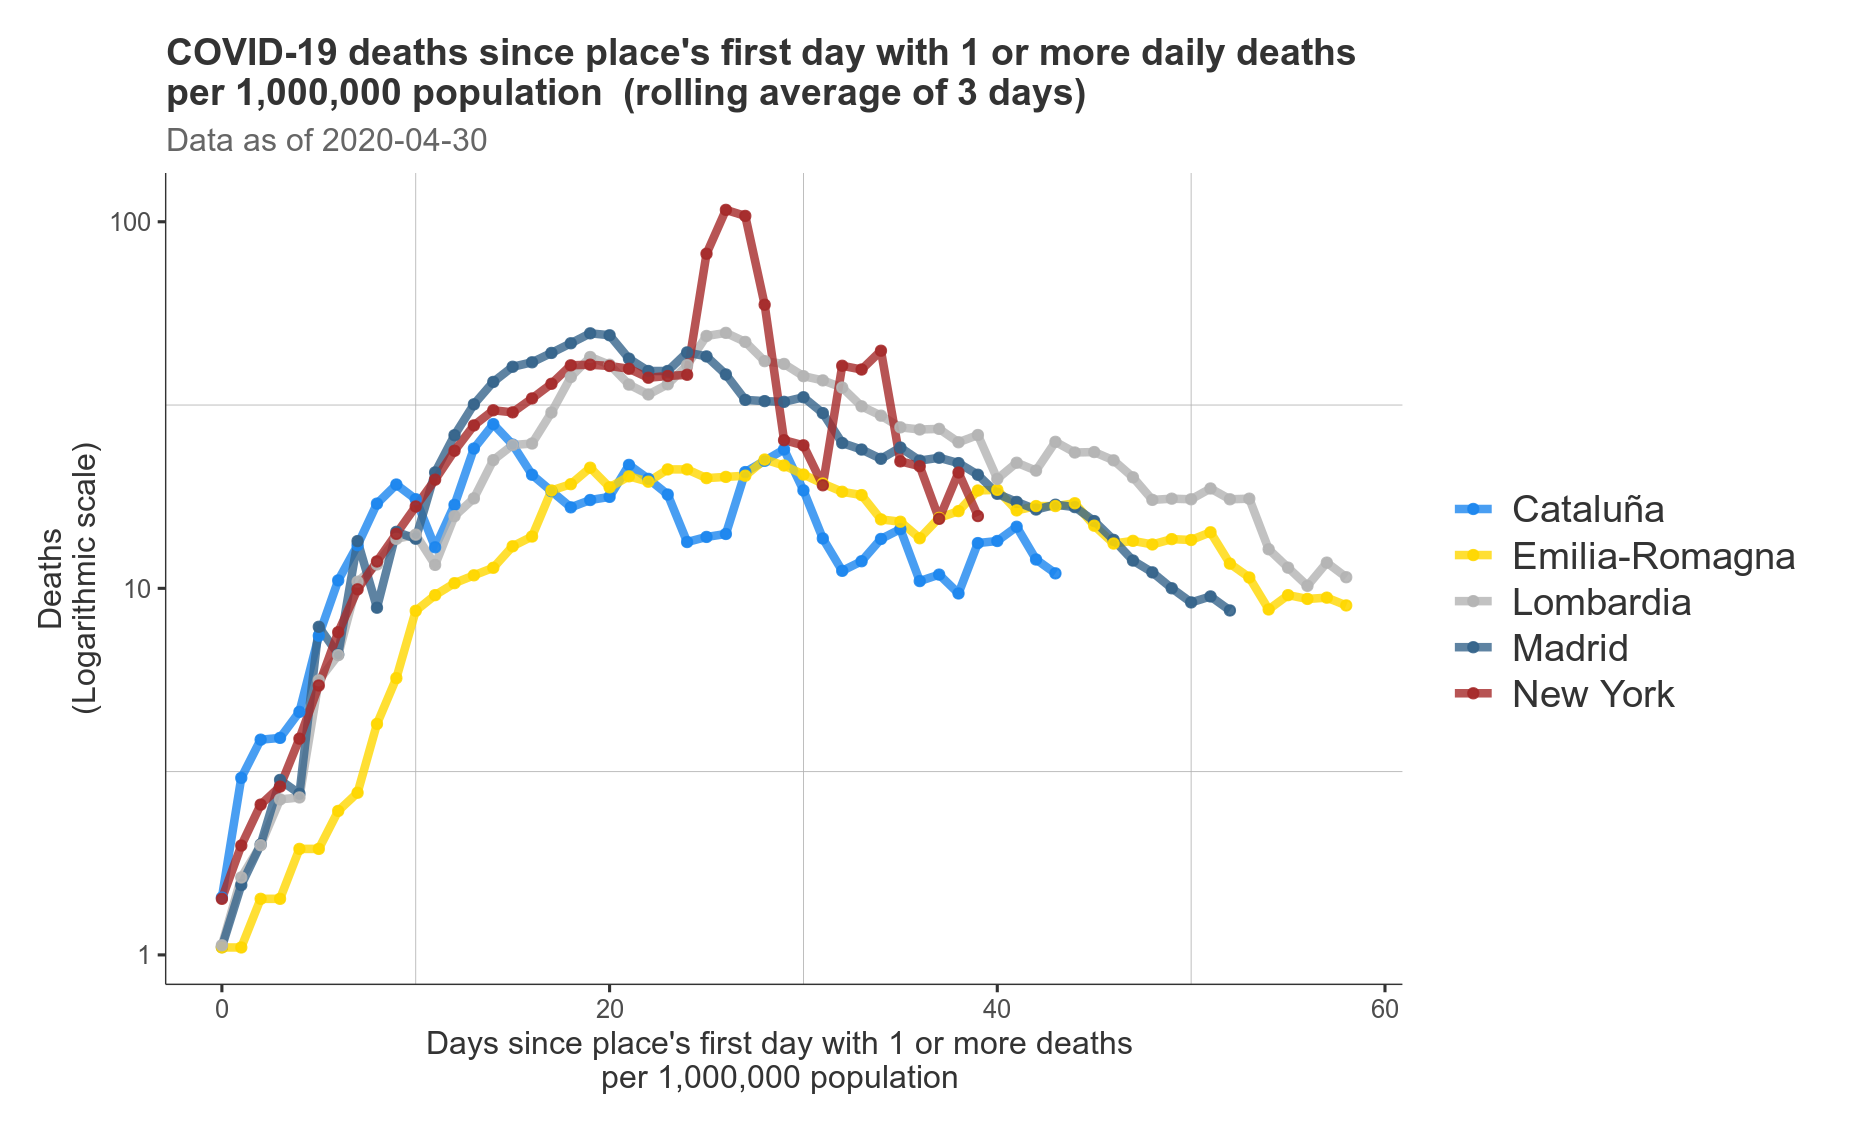 COVID-19 deaths since place's first day with 1 or more daily deaths
per 1,000,000 population  (rolling average of 3 days)
Data as of 2020-04-30
Deaths
(Logarithmic scale)
100
10
1
0
20
40
60
Days since place's first day with 1 or more deaths
per 1,000,000 population
Cataluña
Emilia-Romagna
Lombardia
Madrid
New York